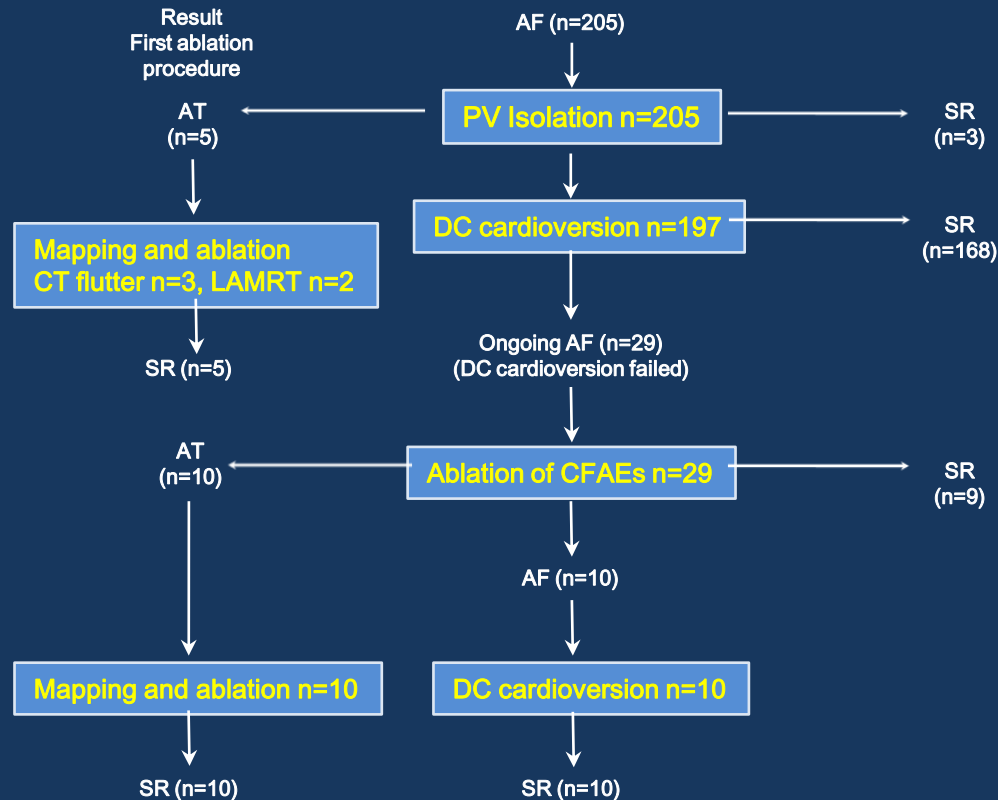 Result
First ablation
procedure
AF (n=205)
AT
(n=5)
PV Isolation n=205
SR
(n=3)
Mapping and ablation
CT flutter n=3, LAMRT n=2
DC cardioversion n=197
SR
(n=168)
SR (n=5)
Ongoing AF (n=29)
(DC cardioversion failed)
AT
(n=10)
Ablation of CFAEs n=29
SR
(n=9)
AF (n=10)
Mapping and ablation n=10
DC cardioversion n=10
SR (n=10)
SR (n=10)